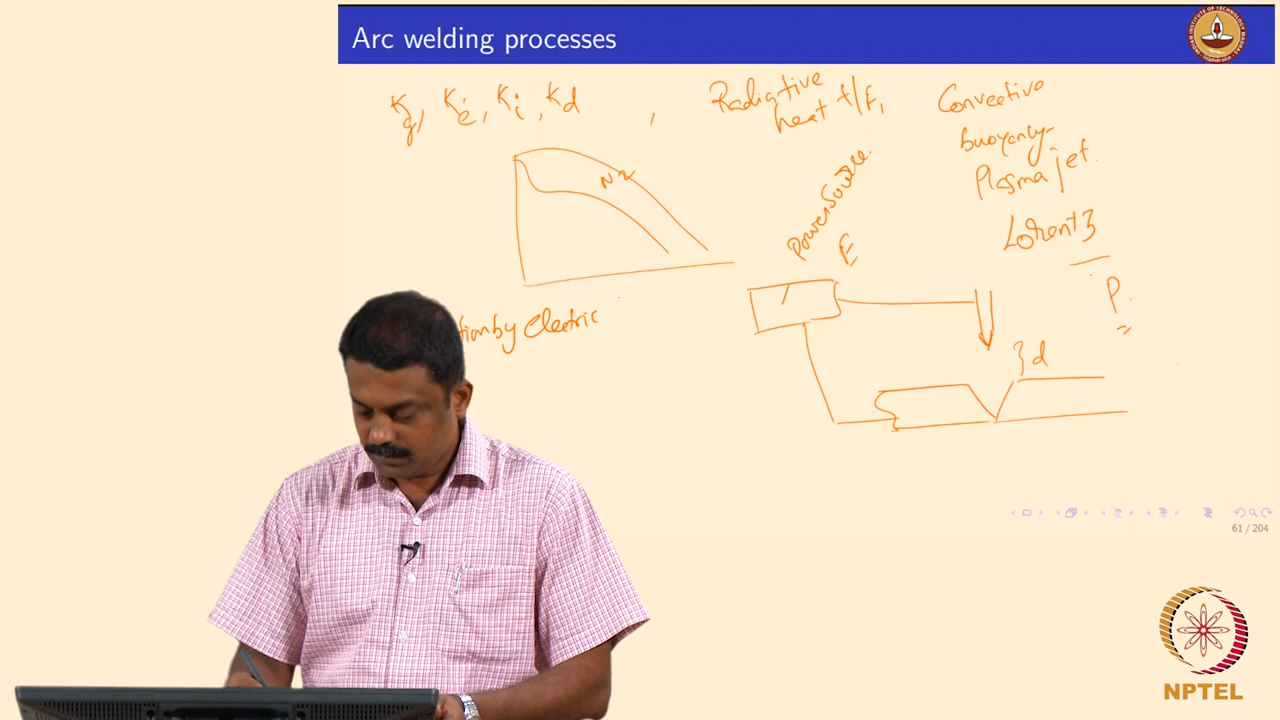 Arc welding processes
Kg, Ke, Ki, Kd , Radiative heat t/f, Convective
buoyancy
Plasma jet.
Lorentz
N2
Power Source
E
P.
tion by Electric
} d
61 / 204
NPTEL